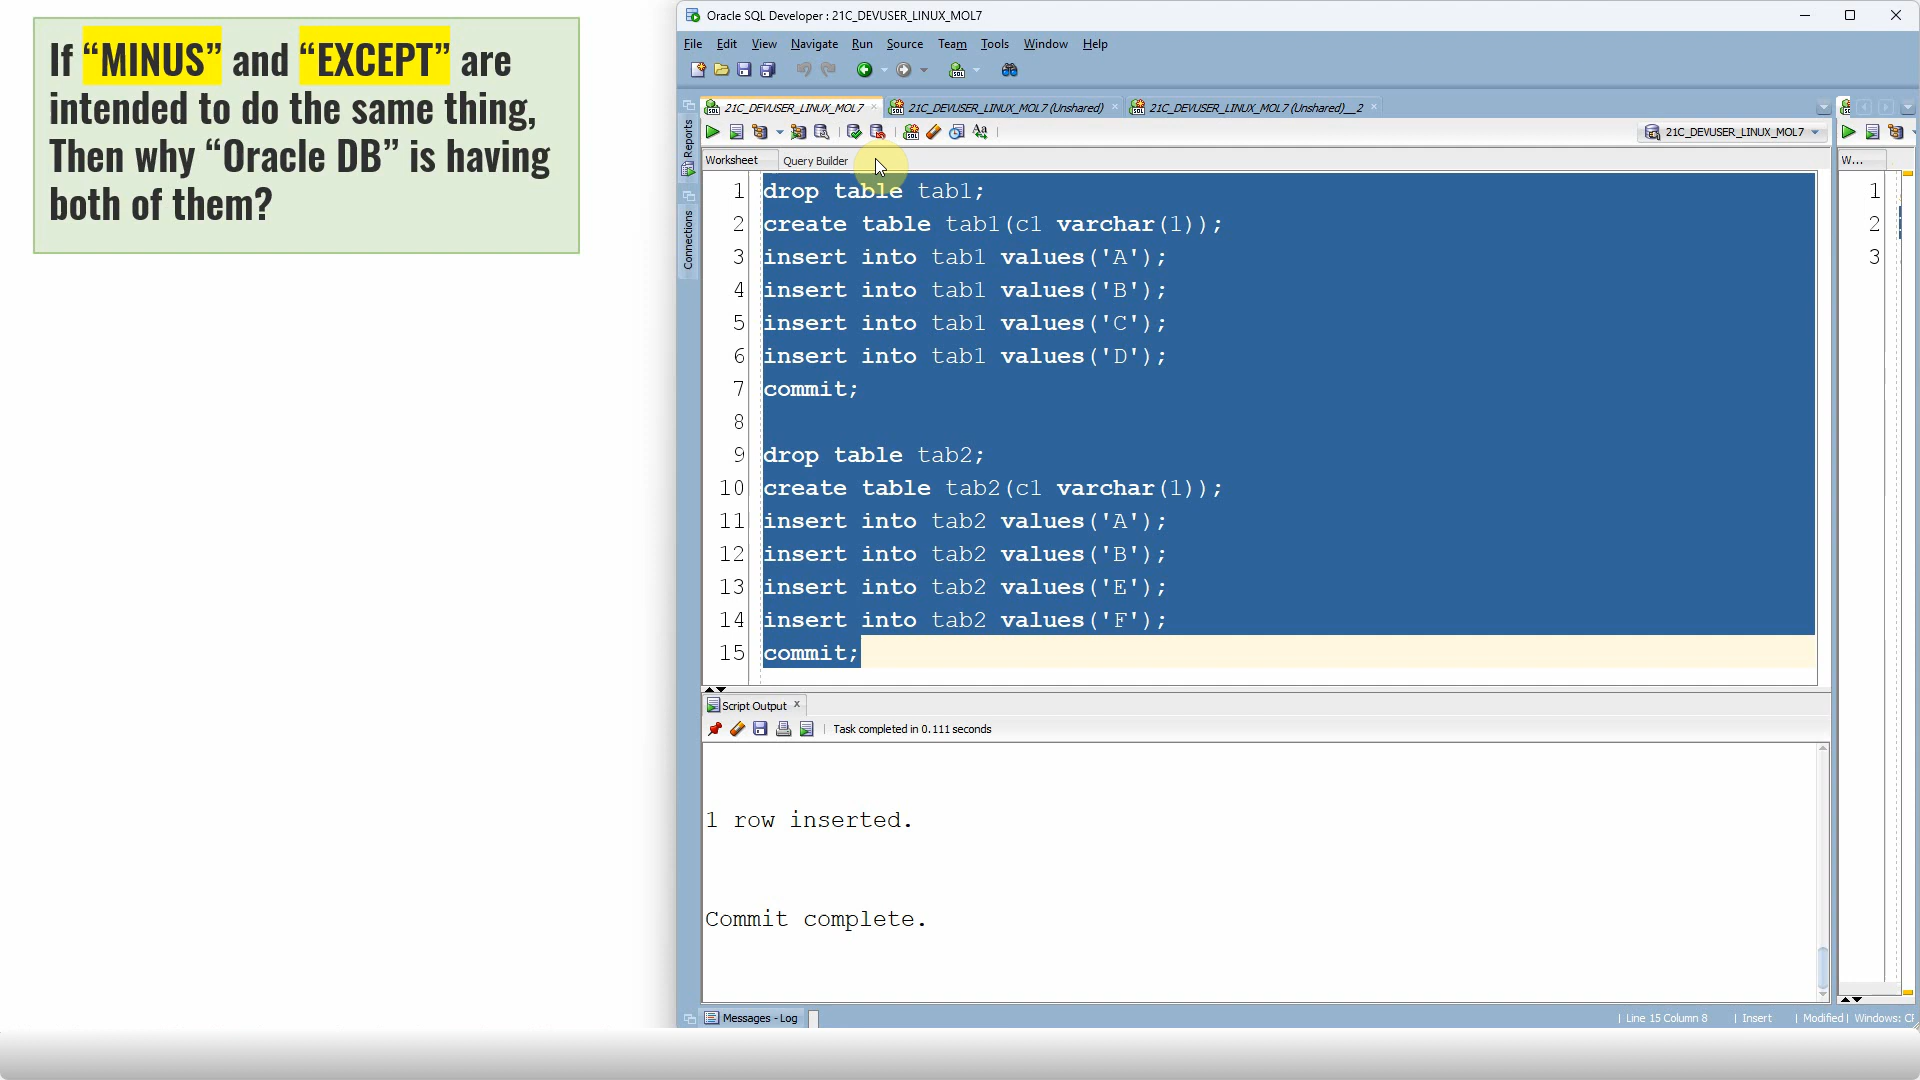 If “MINUS” and “EXCEPT” are
intended to do the same thing,
Then why “Oracle DB” is having
both of them?
Oracle SQL Developer : 21C_DEVUSER_LINUX_MOL7
File Edit View Navigate Run Source Team Tools Window Help
21C_DEVUSER_LINUX_MOL7
21C_DEVUSER_LINUX_MOL7 (Unshared)
21C_DEVUSER_LINUX_MOL7 (Unshared)__2
21C_DEVUSER_LINUX_MOL7
Reports
Connections
Worksheet Query Builder
W...
1 drop table tab1;
2 create table tab1(c1 varchar(1));
3 insert into tab1 values('A');
4 insert into tab1 values('B');
5 insert into tab1 values('C');
6 insert into tab1 values('D');
7 commit;
8
9 drop table tab2;
10 create table tab2(c1 varchar(1));
11 insert into tab2 values('A');
12 insert into tab2 values('B');
13 insert into tab2 values('E');
14 insert into tab2 values('F');
15 commit;
1
2
3
Script Output
Task completed in 0.111 seconds
1 row inserted.
Commit complete.
Messages - Log
Line 15 Column 8 | Insert | Modified | Windows: CR